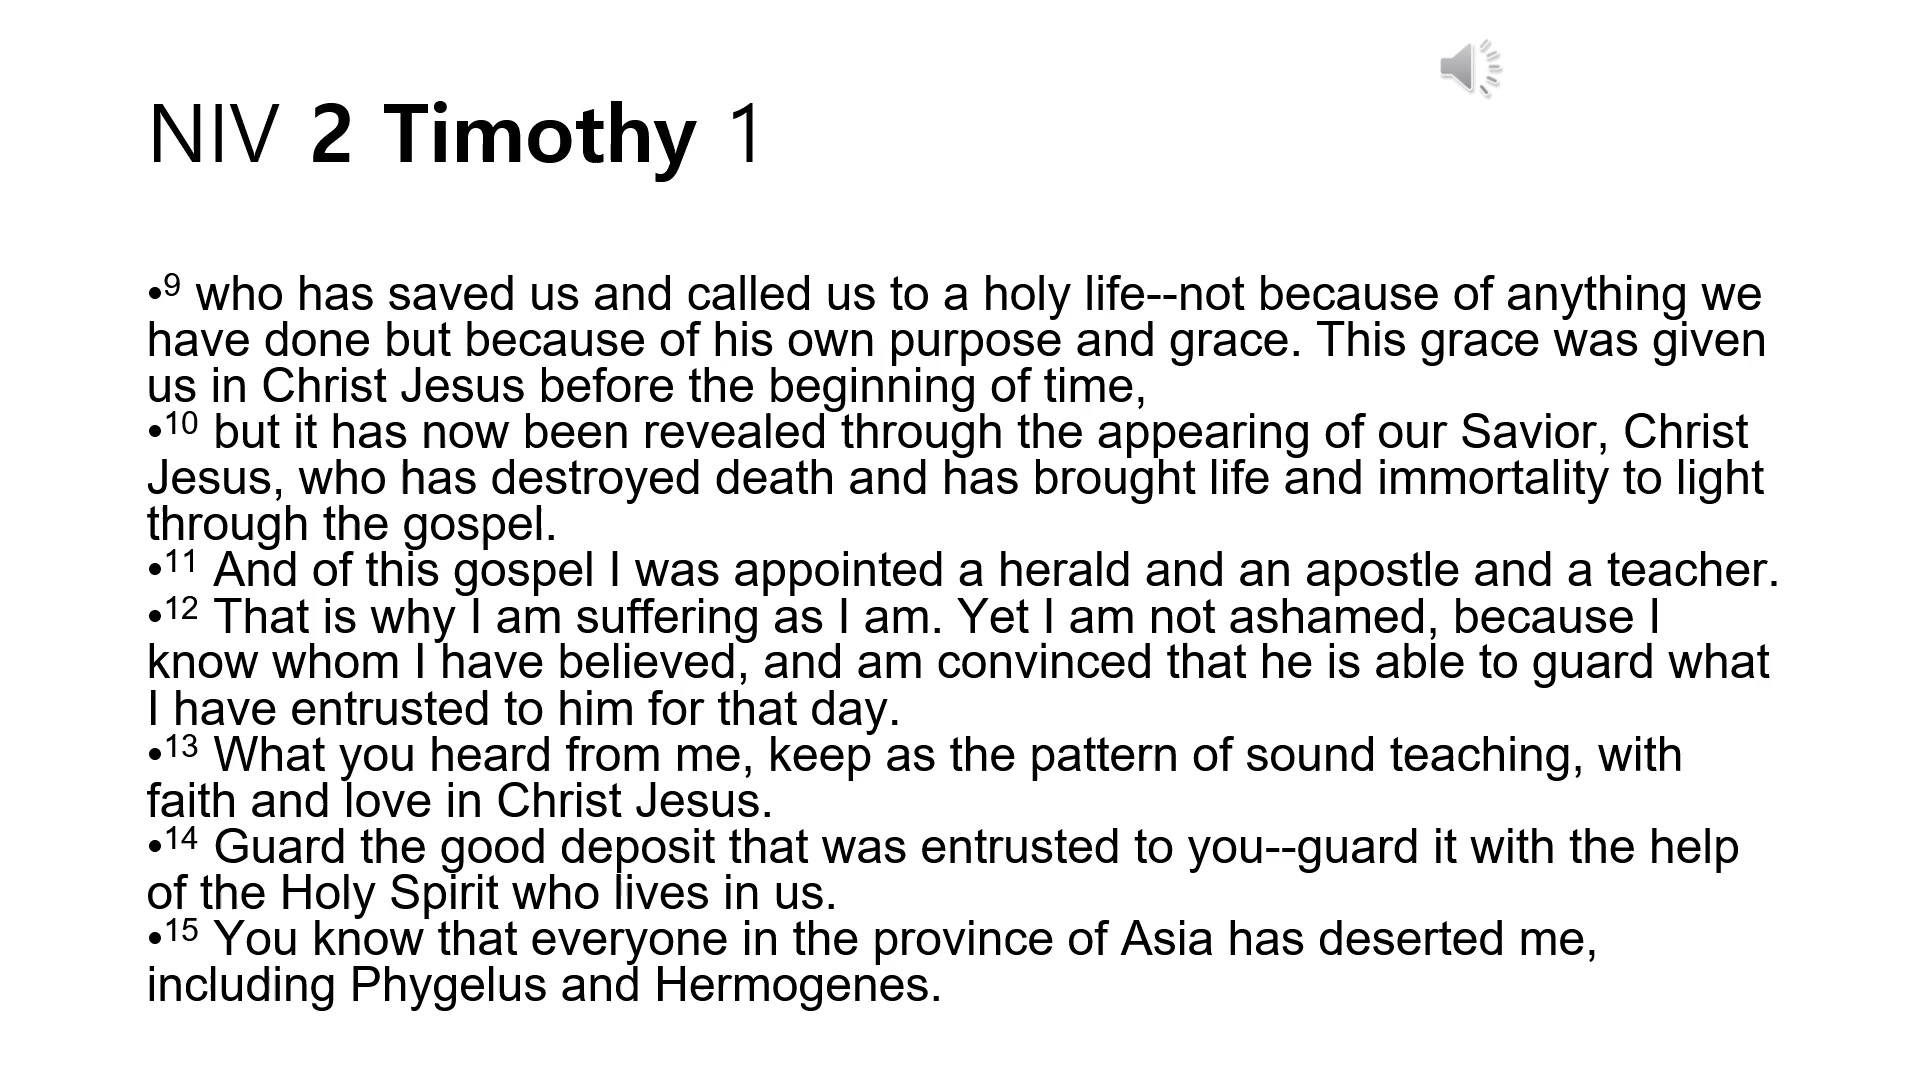 NIV 2 Timothy 1
•9 who has saved us and called us to a holy life--not because of anything we
have done but because of his own purpose and grace. This grace was given
us in Christ Jesus before the beginning of time,
•10 but it has now been revealed through the appearing of our Savior, Christ
Jesus, who has destroyed death and has brought life and immortality to light
through the gospel.
•11 And of this gospel I was appointed a herald and an apostle and a teacher.
•12 That is why I am suffering as I am. Yet I am not ashamed, because I
know whom I have believed, and am convinced that he is able to guard what
I have entrusted to him for that day.
•13 What you heard from me, keep as the pattern of sound teaching, with
faith and love in Christ Jesus.
•14 Guard the good deposit that was entrusted to you--guard it with the help
of the Holy Spirit who lives in us.
•15 You know that everyone in the province of Asia has deserted me,
including Phygelus and Hermogenes.